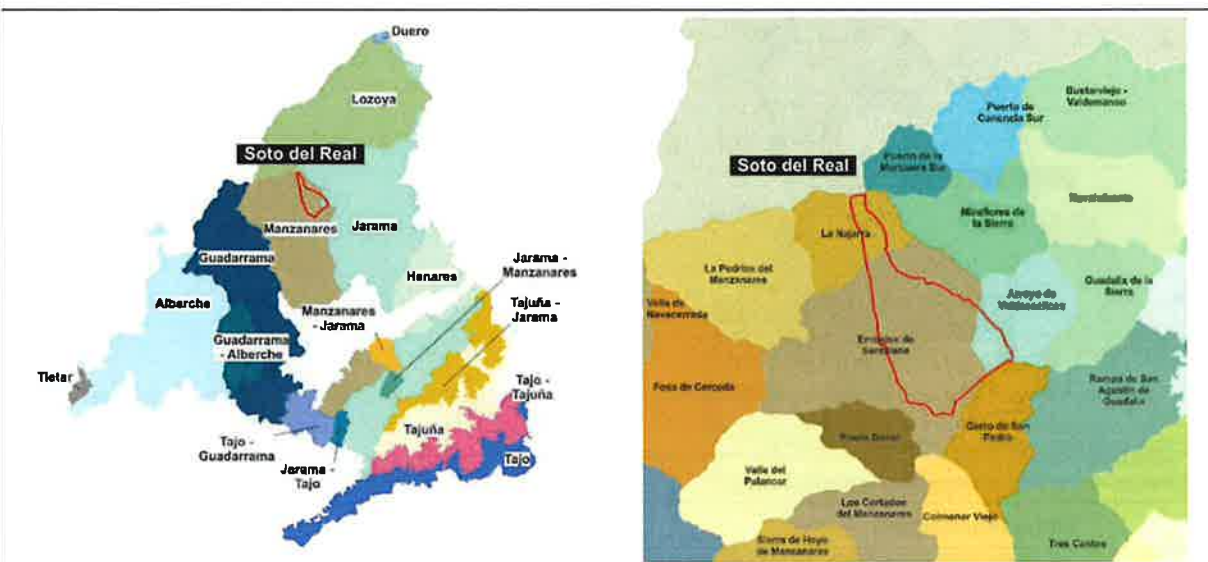 Duero
Lozoya
Soto del Real
Manzanares
Jarama
Guadarrama
Henares
Jarama -
Manzanares
Alberche
Manzanares
- Jarama
Tajuña -
Jarama
Guadarrama
- Alberche
Tietar
Tajo -
Tajuña
Tajuña
Tajo -
Guadarrama
Jarama -
Tajo
Tajo
Bustarviejo -
Valdemanco
Puerto de
Canencia Sur
Soto del Real
Puerto de la
Morcuera Sur
Miraflores de
la Sierra
La Najarra
La Pedriza del
Manzanares
Guadalix de la
Sierra
Arroyo de
Valle de
Navacerrada
Embalse de
Santillana
Fosa de Cerceda
Rampa de San
Agustín de
Guadalix
Cerro de San
Pedro
Valle del
Palancar
Los Cortados
del Manzanares
Colmenar Viejo
Sierra de Hoyo
de Manzanares
Tres Cantos